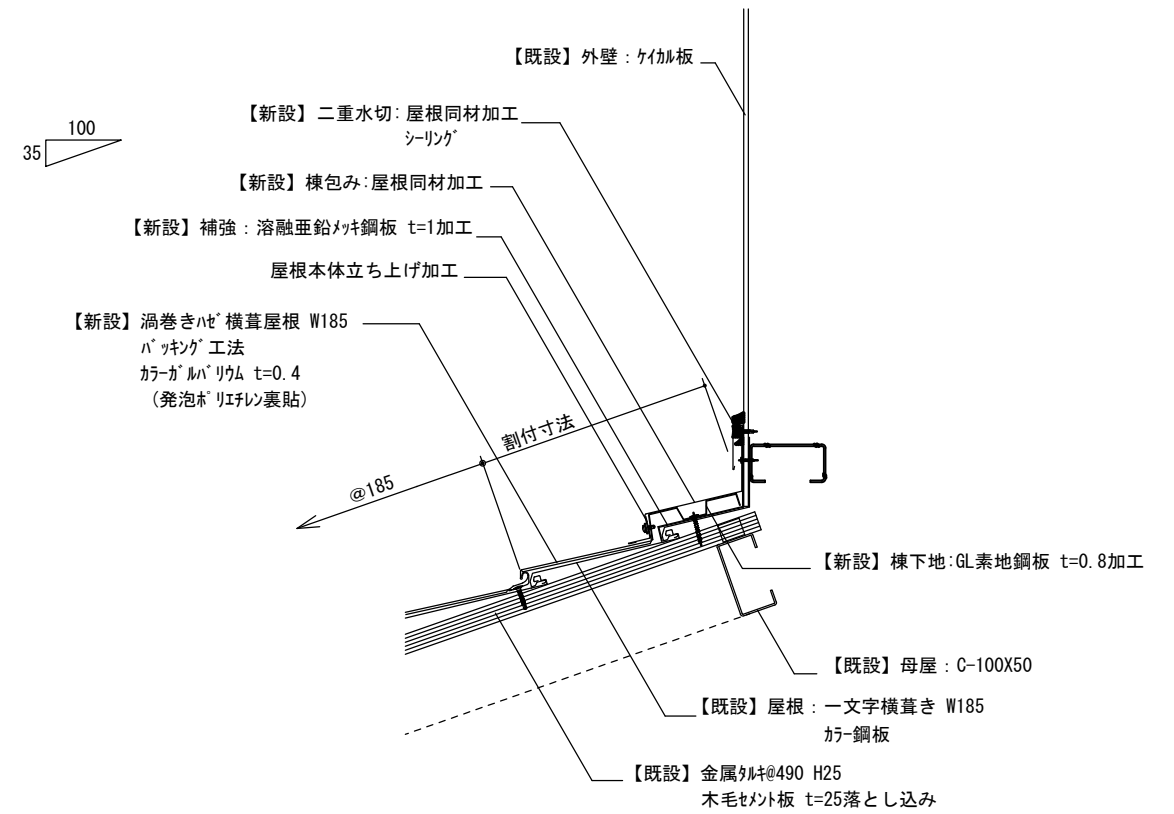 【既設】外壁：ｹｲｶﾙ板
【新設】二重水切：屋根同材加工
ｼｰﾘﾝｸﾞ
100
35
【新設】棟包み：屋根同材加工
【新設】補強：溶融亜鉛ﾒｯｷ鋼板 t=1加工
屋根本体立ち上げ加工
【新設】渦巻きﾊｾﾞ横葺屋根 W185
ﾊﾞｯｷﾝｸﾞ工法
ｶﾗｰｶﾞﾙﾊﾞﾘｳﾑ t=0.4
（発泡ﾎﾟﾘｴﾁﾚﾝ裏貼）
割付寸法
@185
【新設】棟下地：GL素地鋼板 t=0.8加工
【既設】母屋：C-100X50
【既設】屋根：一文字横葺き W185
ｶﾗｰ鋼板
【既設】金属ﾀﾙｷ@490 H25
木毛ｾﾒﾝﾄ板 t=25落とし込み